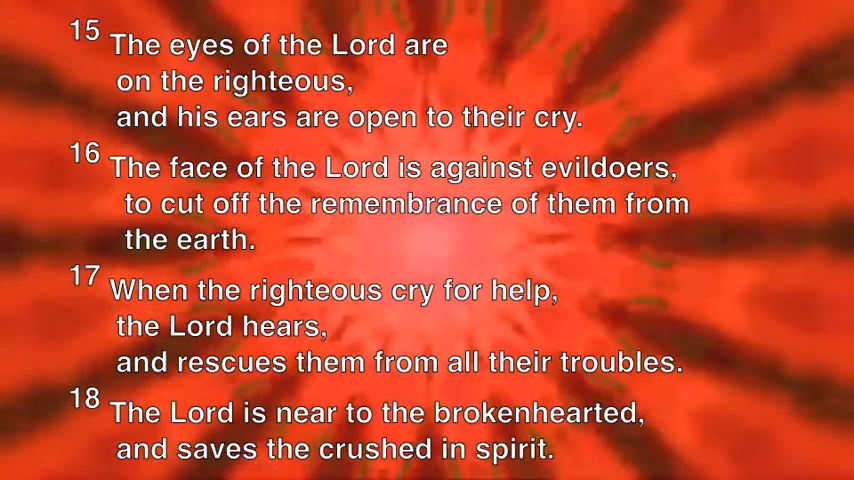 15 The eyes of the Lord are
on the righteous,
and his ears are open to their cry.
16 The face of the Lord is against evildoers,
to cut off the remembrance of them from
the earth.
17 When the righteous cry for help,
the Lord hears,
and rescues them from all their troubles.
18 The Lord is near to the brokenhearted,
and saves the crushed in spirit.